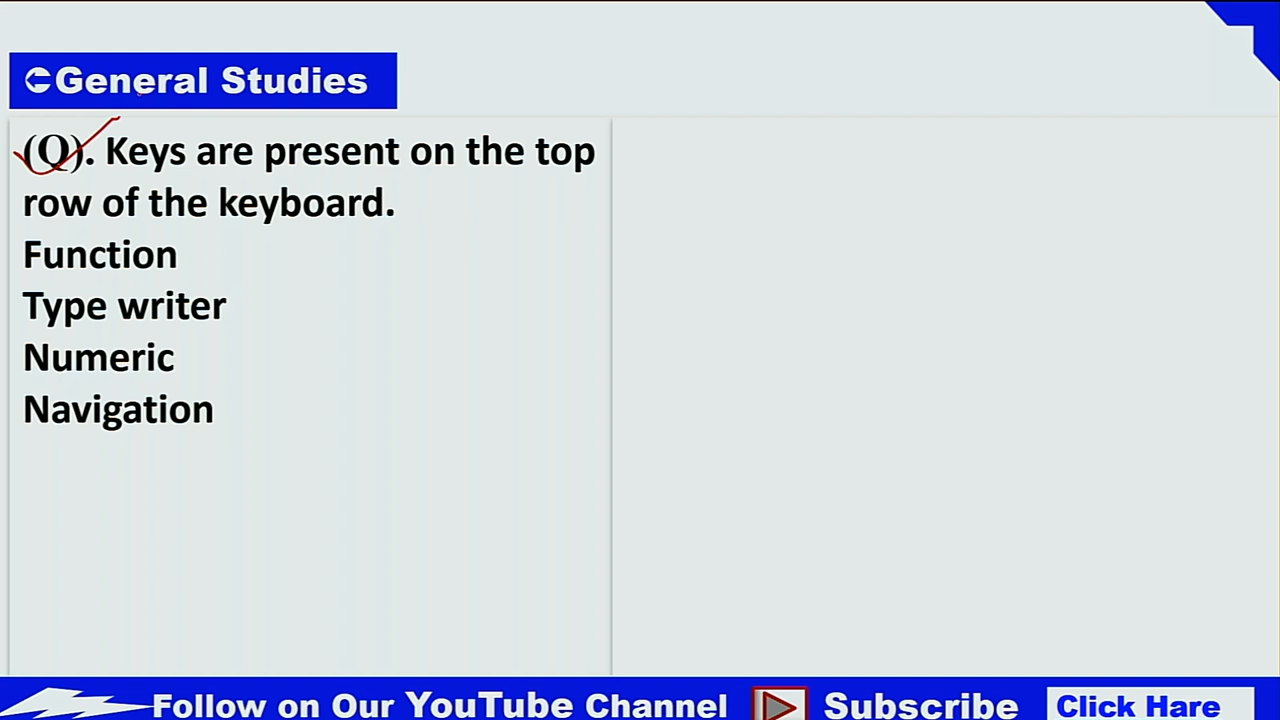 General Studies
(Q). Keys are present on the top
row of the keyboard.
Function
Type writer
Numeric
Navigation
Follow on Our YouTube Channel Subscribe Click Hare